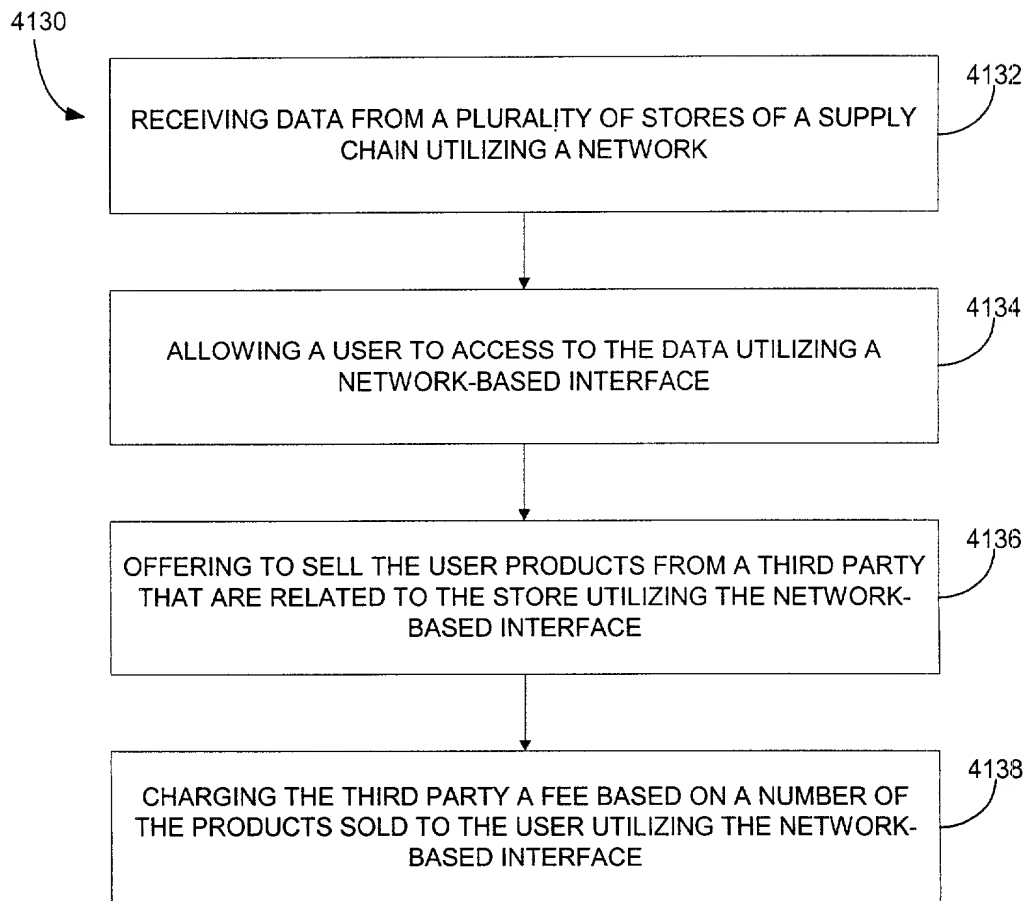 4130
4132
RECEIVING DATA FROM A PLURALITY OF STORES OF A SUPPLY
CHAIN UTILIZING A NETWORK
4134
ALLOWING A USER TO ACCESS TO THE DATA UTILIZING A
NETWORK-BASED INTERFACE
4136
OFFERING TO SELL THE USER PRODUCTS FROM A THIRD PARTY
THAT ARE RELATED TO THE STORE UTILIZING THE NETWORK-
BASED INTERFACE
4138
CHARGING THE THIRD PARTY A FEE BASED ON A NUMBER OF
THE PRODUCTS SOLD TO THE USER UTILIZING THE NETWORK-
BASED INTERFACE